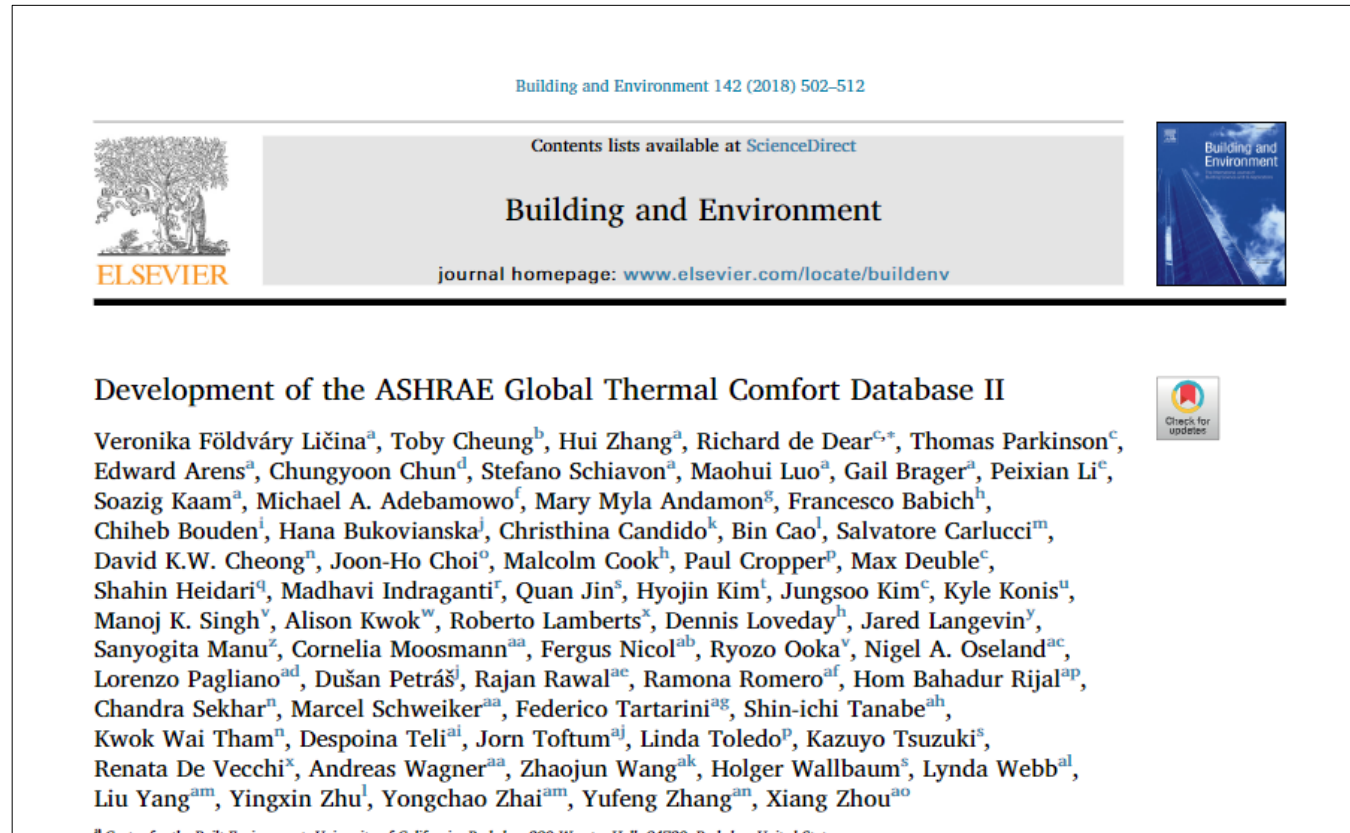 Building and Environment 142 (2018) 502–512
Contents lists available at ScienceDirect
Building and Environment
journal homepage: www.elsevier.com/locate/buildenv
ELSEVIER
Building and
Environment
Development of the ASHRAE Global Thermal Comfort Database II
Check for
updates
Veronika Földváry Ličinaᵃ, Toby Cheungᵇ, Hui Zhangᵃ, Richard de Dearᶜ,*, Thomas Parkinsonᶜ,
Edward Arensᵃ, Chungyoon Chunᵈ, Stefano Schiavonᵃ, Maohui Luoᵃ, Gail Bragerᵃ, Peixian Liᵉ,
Soazig Kaamᵃ, Michael A. Adebamowoᶠ, Mary Myla Andamonᵍ, Francesco Babichʰ,
Chiheb Boudenⁱ, Hana Bukovianskaʲ, Christhina Candidoᵏ, Bin Caoˡ, Salvatore Carlucciᵐ,
David K.W. Cheongⁿ, Joon-Ho Choiᵒ, Malcolm Cookʰ, Paul Cropperᵖ, Max Deubleᶜ,
Shahin Heidari^q, Madhavi Indragantiʳ, Quan Jinˢ, Hyojin Kimᵗ, Jungsoo Kimᶜ, Kyle Konisᵘ,
Manoj K. Singhᵛ, Alison Kwokʷ, Roberto Lambertsˣ, Dennis Lovedayʰ, Jared Langevinʸ,
Sanyogita Manuᶻ, Cornelia Moosmannᵃᵃ, Fergus Nicolᵃᵇ, Ryozo Ookaᵛ, Nigel A. Oselandᵃᶜ,
Lorenzo Paglianoᵃᵈ, Dušan Petrášʲ, Rajan Rawalᵃᵉ, Ramona Romeroᵃᶠ, Hom Bahadur Rijalᵃᵖ,
Chandra Sekharⁿ, Marcel Schweikerᵃᵃ, Federico Tartariniᵃᵍ, Shin-ichi Tanabeᵃʰ,
Kwok Wai Thamⁿ, Despoina Teliᵃⁱ, Jorn Toftumᵃʲ, Linda Toledoᵖ, Kazuyo Tsuzukiˢ,
Renata De Vecchiˣ, Andreas Wagnerᵃᵃ, Zhaojun Wangᵃᵏ, Holger Wallbaumˢ, Lynda Webbᵃˡ,
Liu Yangᵃᵐ, Yingxin Zhuˡ, Yongchao Zhaiᵃᵐ, Yufeng Zhangᵃⁿ, Xiang Zhouᵃᵒ